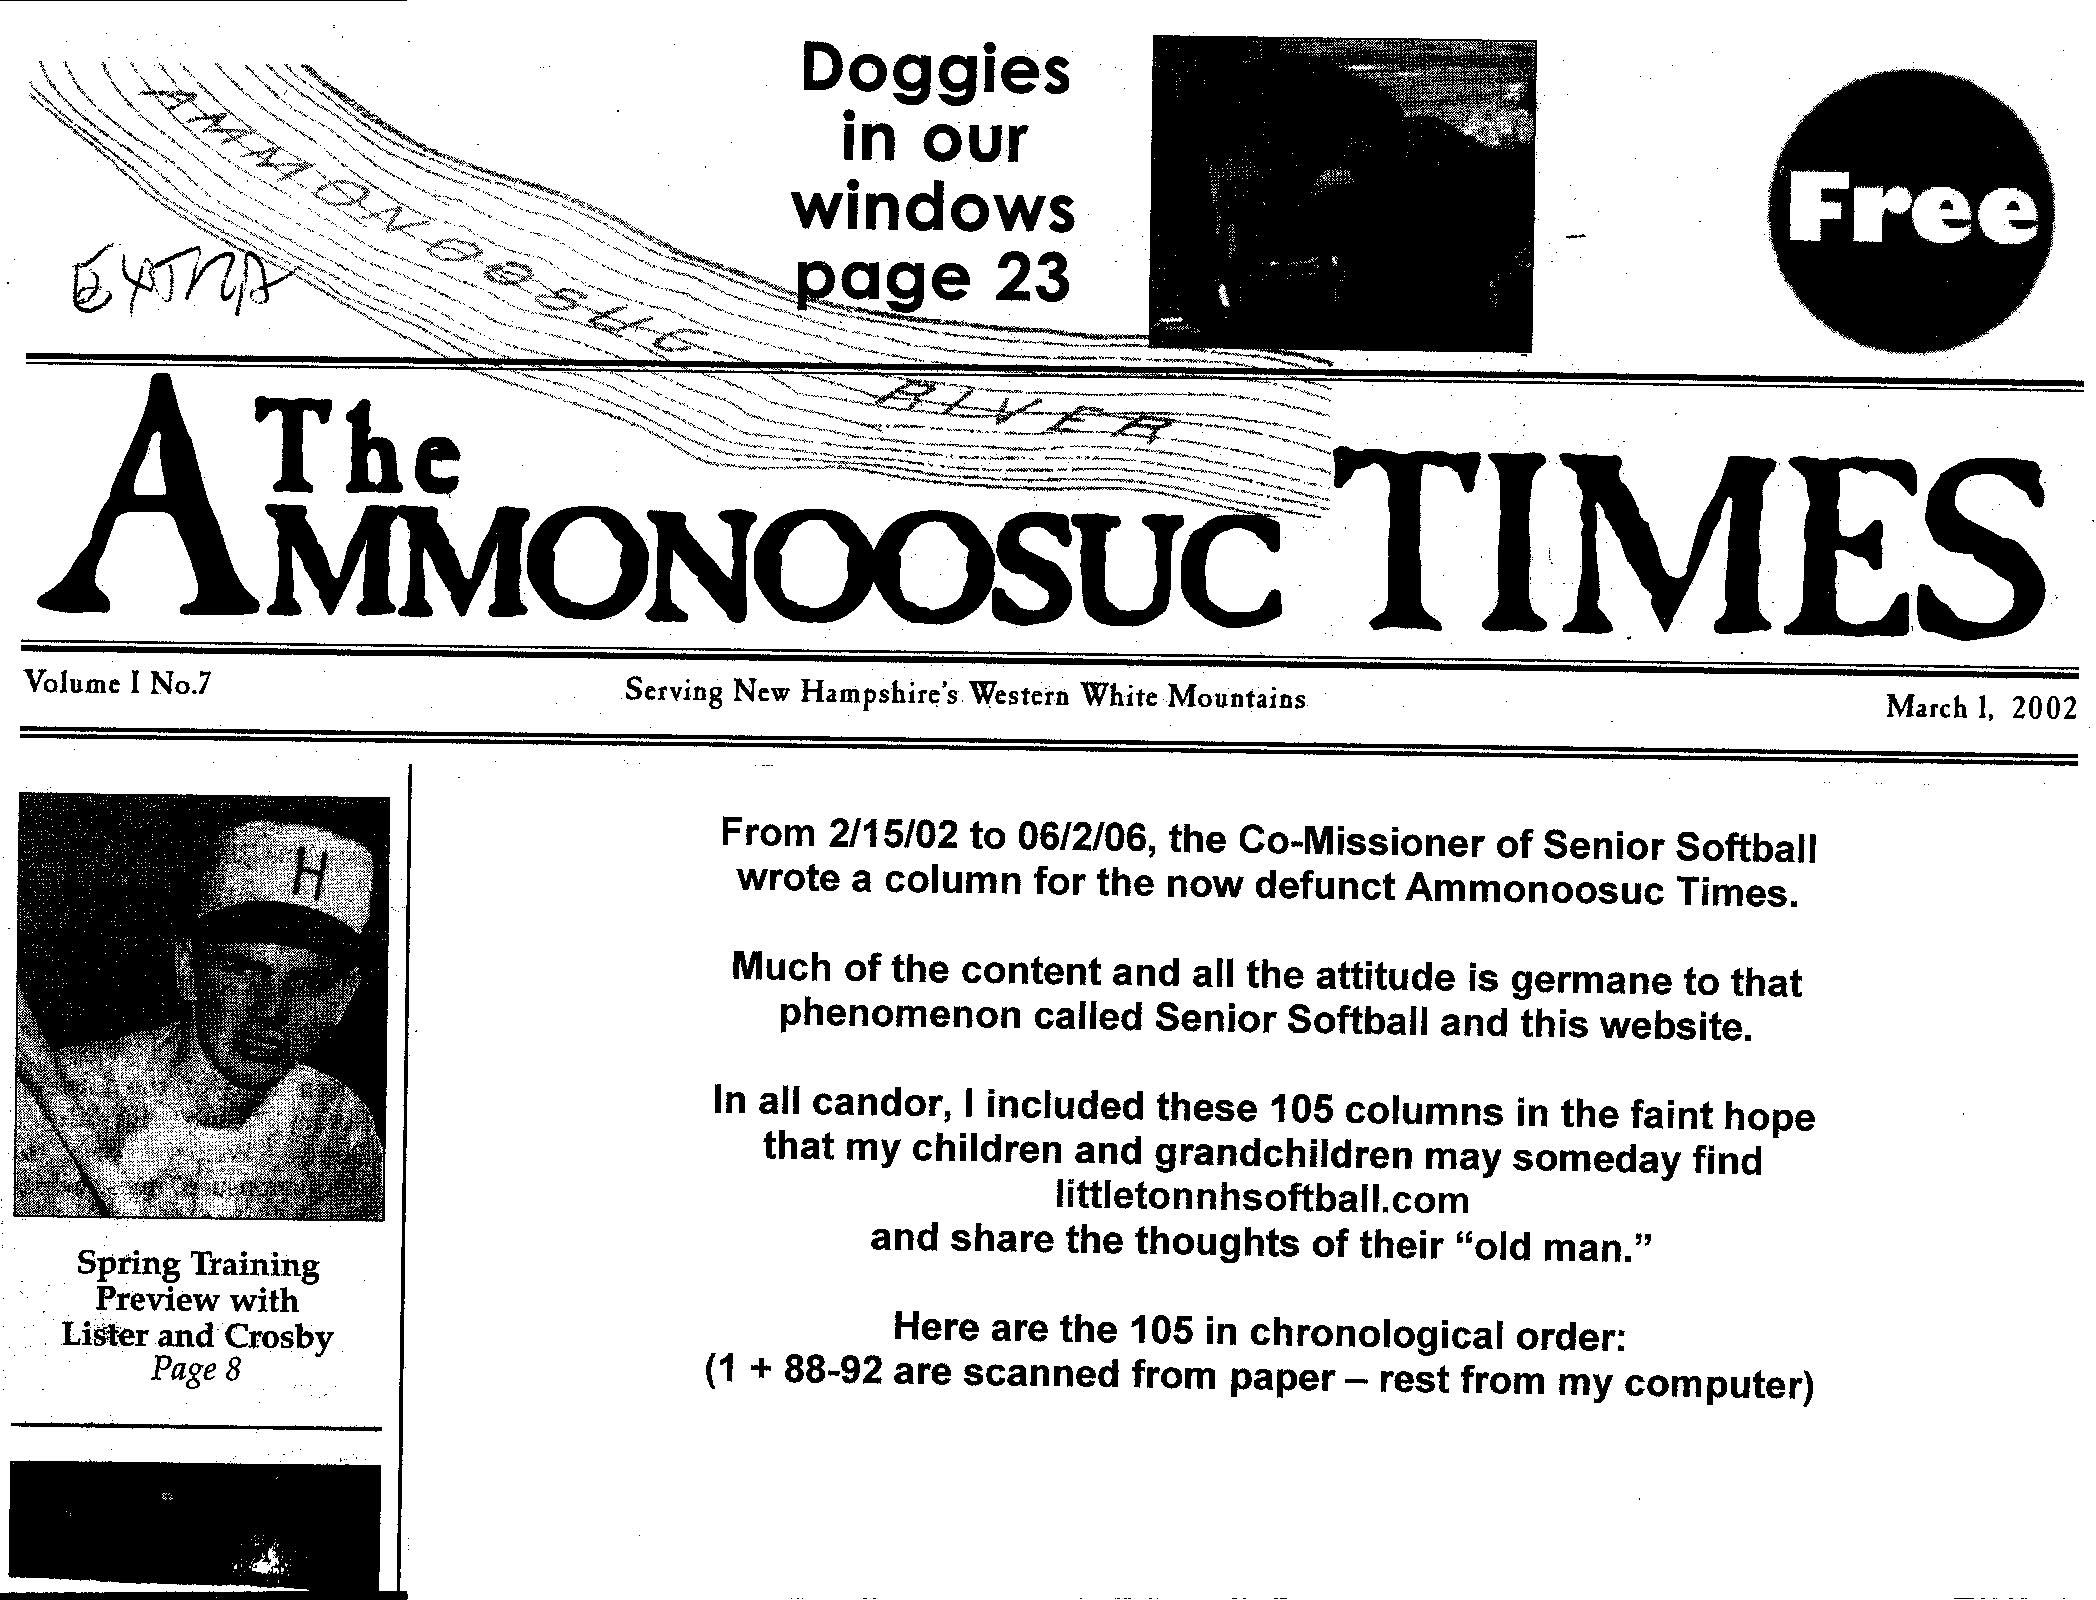 Doggies
in our
windows
page 23
Free
EXTRA
AMMONOOSUC RIVER
The
AMMONOOSUC TIMES
Volume I No.7
Serving New Hampshire's Western White Mountains
March 1, 2002
H
From 2/15/02 to 06/2/06, the Co-Missioner of Senior Softball
wrote a column for the now defunct Ammonoosuc Times.
Much of the content and all the attitude is germane to that
phenomenon called Senior Softball and this website.
In all candor, I included these 105 columns in the faint hope
that my children and grandchildren may someday find
littletonnhsoftball.com
and share the thoughts of their “old man.”
Here are the 105 in chronological order:
(1 + 88-92 are scanned from paper – rest from my computer)
Spring Training
Preview with
Lister and Crosby
Page 8